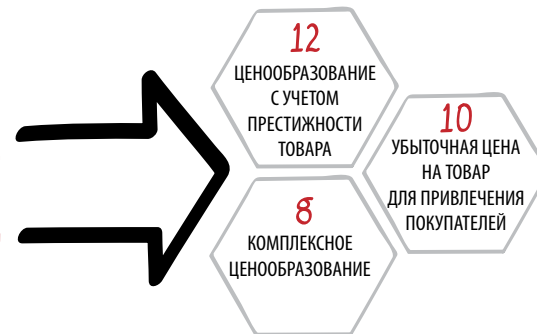 12
ЦЕНООБРАЗОВАНИЕ
С УЧЕТОМ
ПРЕСТИЖНОСТИ
ТОВАРА
10
УБЫТОЧНАЯ ЦЕНА
НА ТОВАР
ДЛЯ ПРИВЛЕЧЕНИЯ
ПОКУПАТЕЛЕЙ
8
КОМПЛЕКСНОЕ
ЦЕНООБРАЗОВАНИЕ